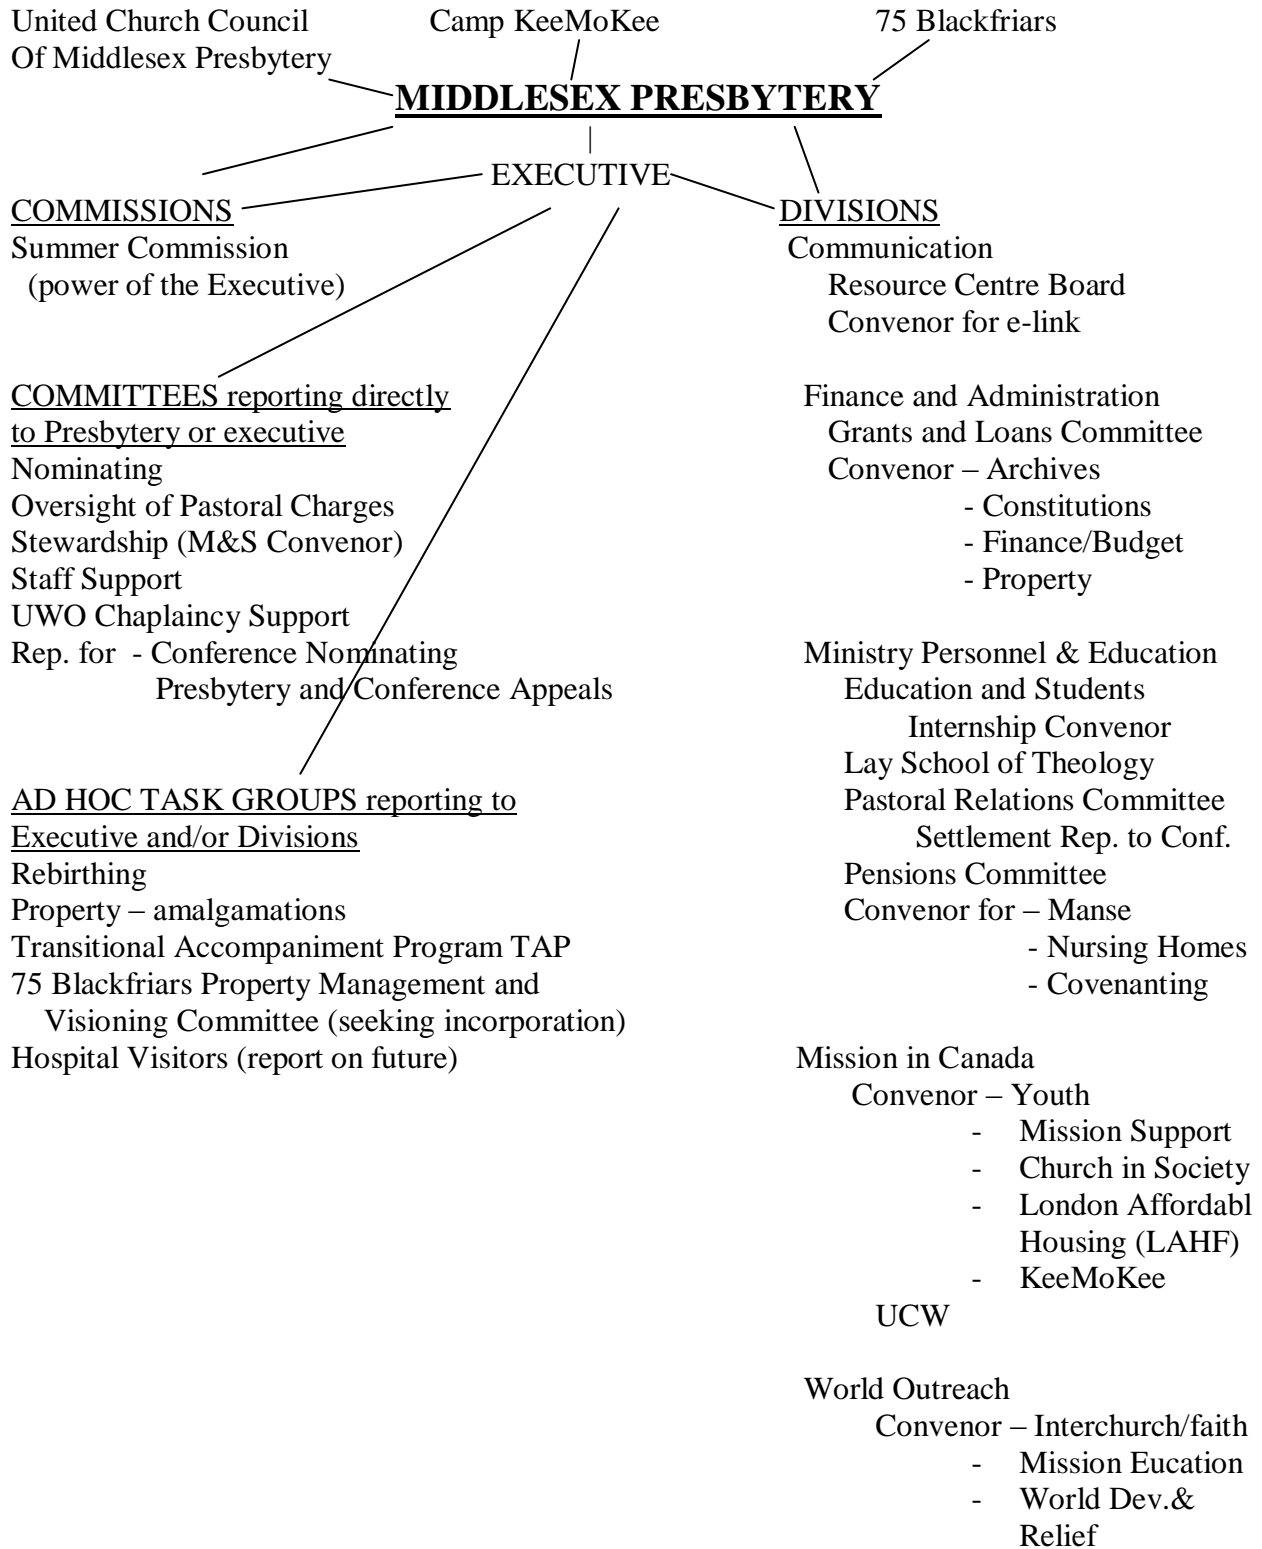 United Church Council
Of Middlesex Presbytery
Camp KeeMoKee
75 Blackfriars
MIDDLESEX PRESBYTERY
EXECUTIVE
COMMISSIONS
Summer Commission
(power of the Executive)
COMMITTEES reporting directly
to Presbytery or executive
Nominating
Oversight of Pastoral Charges
Stewardship (M&S Convenor)
Staff Support
UWO Chaplaincy Support
Rep. for - Conference Nominating
Presbytery and Conference Appeals
AD HOC TASK GROUPS reporting to
Executive and/or Divisions
Rebirthing
Property – amalgamations
Transitional Accompaniment Program TAP
75 Blackfriars Property Management and
Visioning Committee (seeking incorporation)
Hospital Visitors (report on future)
DIVISIONS
Communication
Resource Centre Board
Convenor for e-link
Finance and Administration
Grants and Loans Committee
Convenor – Archives
- Constitutions
- Finance/Budget
- Property
Ministry Personnel & Education
Education and Students
Internship Convenor
Lay School of Theology
Pastoral Relations Committee
Settlement Rep. to Conf.
Pensions Committee
Convenor for – Manse
- Nursing Homes
- Covenanting
Mission in Canada
Convenor – Youth
- Mission Support
- Church in Society
- London Affordabl
Housing (LAHF)
- KeeMoKee
UCW
World Outreach
Convenor – Interchurch/faith
- Mission Eucation
- World Dev.&
Relief